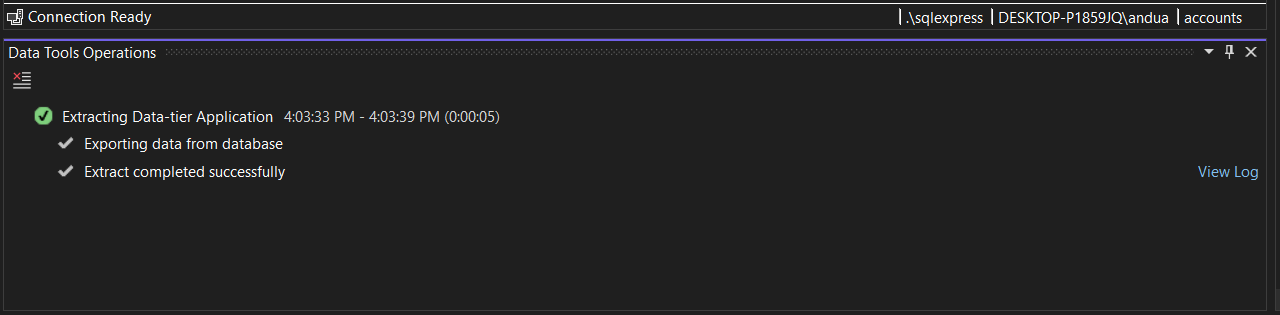 Connection Ready .\sqlexpress DESKTOP-P1859JQ\andua accounts
Data Tools Operations
Extracting Data-tier Application 4:03:33 PM - 4:03:39 PM (0:00:05)
Exporting data from database
Extract completed successfully View Log